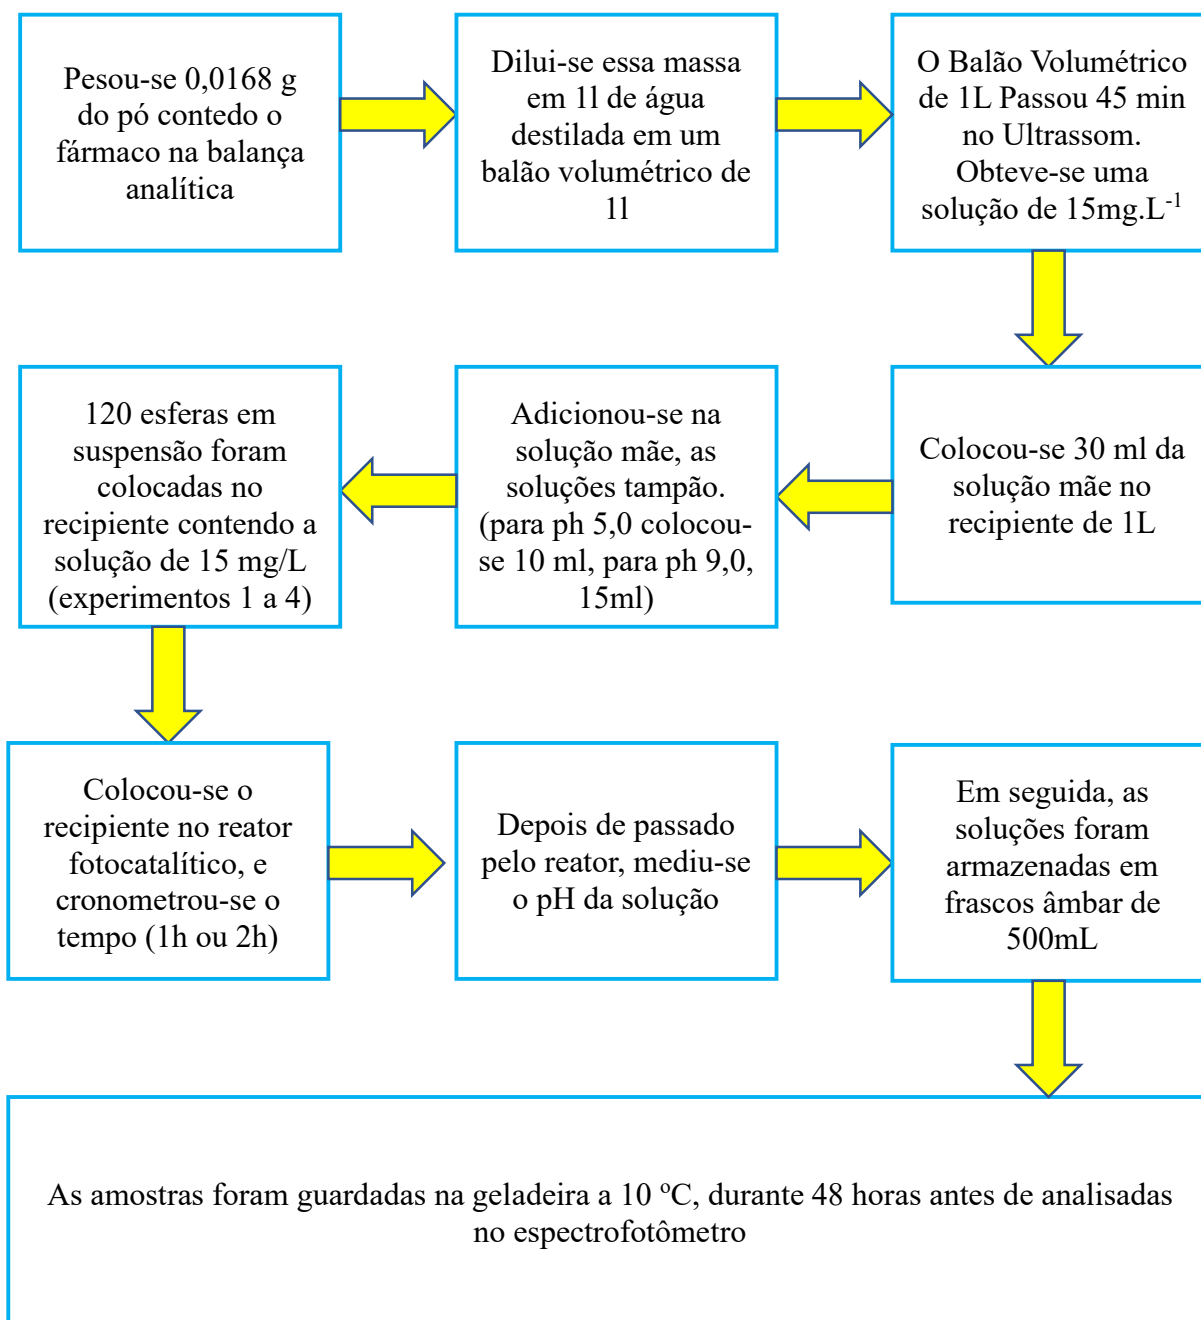 Pesou-se 0,0168 g
do pó contedo o
fármaco na balança
analítica
Dilui-se essa massa
em 1l de água
destilada em um
balão volumétrico de
1l
O Balão Volumétrico
de 1L Passou 45 min
no Ultrassom.
Obteve-se uma
solução de 15mg.L⁻¹
Colocou-se 30 ml da
solução mãe no
recipiente de 1L
Adicionou-se na
solução mãe, as
soluções tampão.
(para ph 5,0 colocou-
se 10 ml, para ph 9,0,
15ml)
120 esferas em
suspensão foram
colocadas no
recipiente contendo a
solução de 15 mg/L
(experimentos 1 a 4)
Colocou-se o
recipiente no reator
fotocatalítico, e
cronometrou-se o
tempo (1h ou 2h)
Depois de passado
pelo reator, mediu-se
o pH da solução
Em seguida, as
soluções foram
armazenadas em
frascos âmbar de
500mL
As amostras foram guardadas na geladeira a 10 ºC, durante 48 horas antes de analisadas
no espectrofotômetro